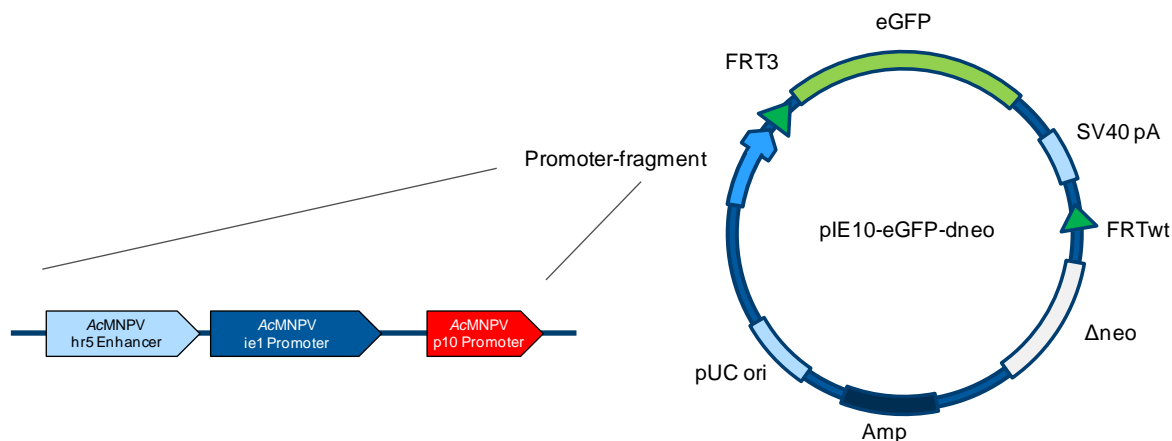 eGFP
FRT3
SV40 pA
Promoter-fragment
FRTwt
pIE10-eGFP-dneo
AcMNPV
hr5 Enhancer
AcMNPV
ie1 Promoter
AcMNPV
p10 Promoter
Δneo
pUC ori
Amp